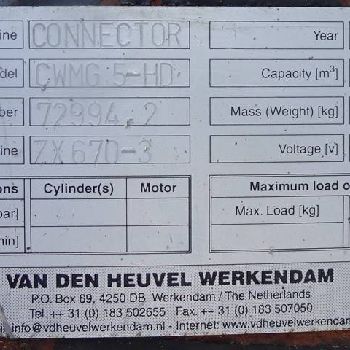 ine CONNECTOR Year
del CWMG 5-HD Capacity [m³]
ber 72994.2 Mass (Weight) [kg]
ine ZX670-3 Voltage [v]
ons Cylinder(s) Motor Maximum load o
bar] Max. Load [kg]
min]
VAN DEN HEUVEL WERKENDAM
P.O. Box 69, 4250 DB Werkendam / The Netherlands
Tel. ++ 31 (0) 183 502655 Fax. ++ 31 (0) 183 507050
info@vdheuvelwerkendam.nl - Internet: www.vdheuvelwerkendam